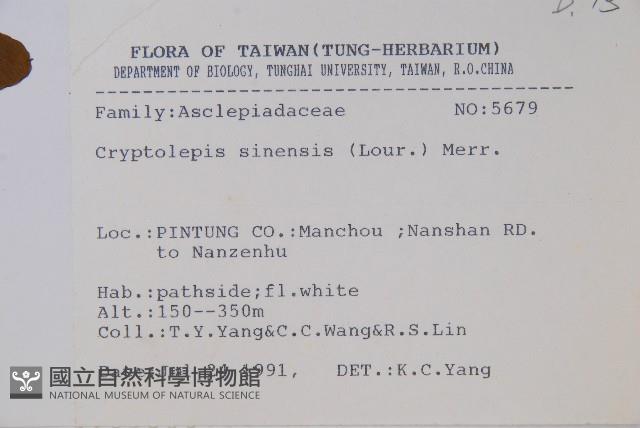 FLORA OF TAIWAN(TUNG-HERBARIUM)
DEPARTMENT OF BIOLOGY, TUNGHAI UNIVERSITY, TAIWAN, R.O.CHINA
Family:Asclepiadaceae NO:5679
Cryptolepis sinensis (Lour.) Merr.
Loc.:PINTUNG CO.:Manchou ;Nanshan RD.
to Nanzenhu
Hab.:pathside;fl.white
Alt.:150--350m
Coll.:T.Y.Yang&C.C.Wang&R.S.Lin
1991, DET.:K.C.Yang
國立自然科學博物館
NATIONAL MUSEUM OF NATURAL SCIENCE